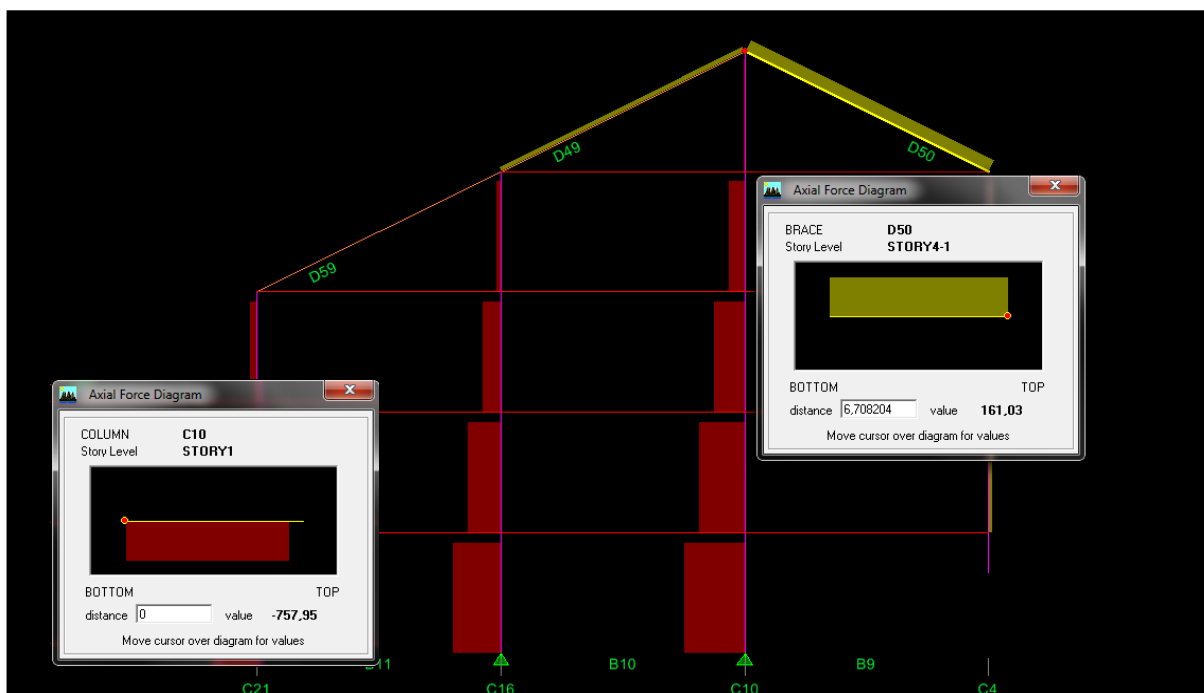 D49
D50
D59
Axial Force Diagram
BRACE D50
Story Level STORY4-1
BOTTOM TOP
distance 6,708204 value 161,03
Move cursor over diagram for values
Axial Force Diagram
COLUMN C10
Story Level STORY1
BOTTOM TOP
distance 0 value -757,95
Move cursor over diagram for values
B10 B9
C21 C16 C10 C4